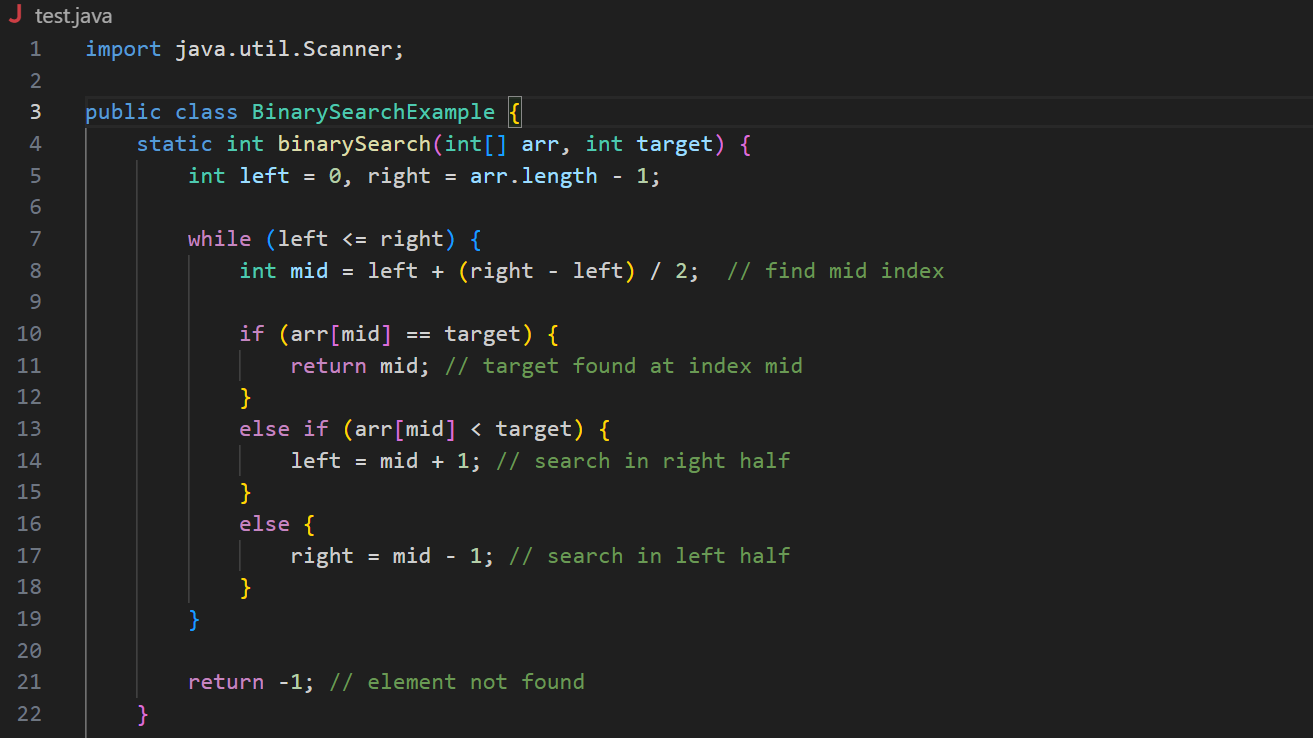 J test.java
1 import java.util.Scanner;
2
3 public class BinarySearchExample {
4     static int binarySearch(int[] arr, int target) {
5         int left = 0, right = arr.length - 1;
6
7         while (left <= right) {
8             int mid = left + (right - left) / 2;  // find mid index
9
10             if (arr[mid] == target) {
11                 return mid; // target found at index mid
12             }
13             else if (arr[mid] < target) {
14                 left = mid + 1; // search in right half
15             }
16             else {
17                 right = mid - 1; // search in left half
18             }
19         }
20
21         return -1; // element not found
22     }